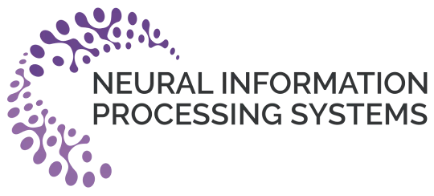 NEURAL INFORMATION
PROCESSING SYSTEMS